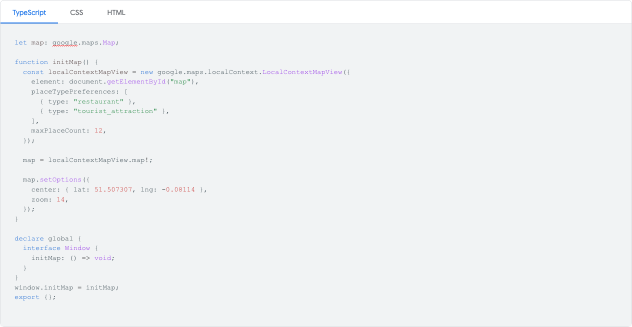 TypeScript CSS HTML
let map: google.maps.Map;
function initMap() {
const localContextMapView = new google.maps.localContext.LocalContextMapView({
element: document.getElementById("map"),
placeTypePreferences: [
{ type: "restaurant" },
{ type: "tourist_attraction" },
],
maxPlaceCount: 12,
});
map = localContextMapView.map!;
map.setOptions({
center: { lat: 51.507307, lng: -0.08114 },
zoom: 14,
});
}
declare global {
interface Window {
initMap: () => void;
}
}
window.initMap = initMap;
export {};